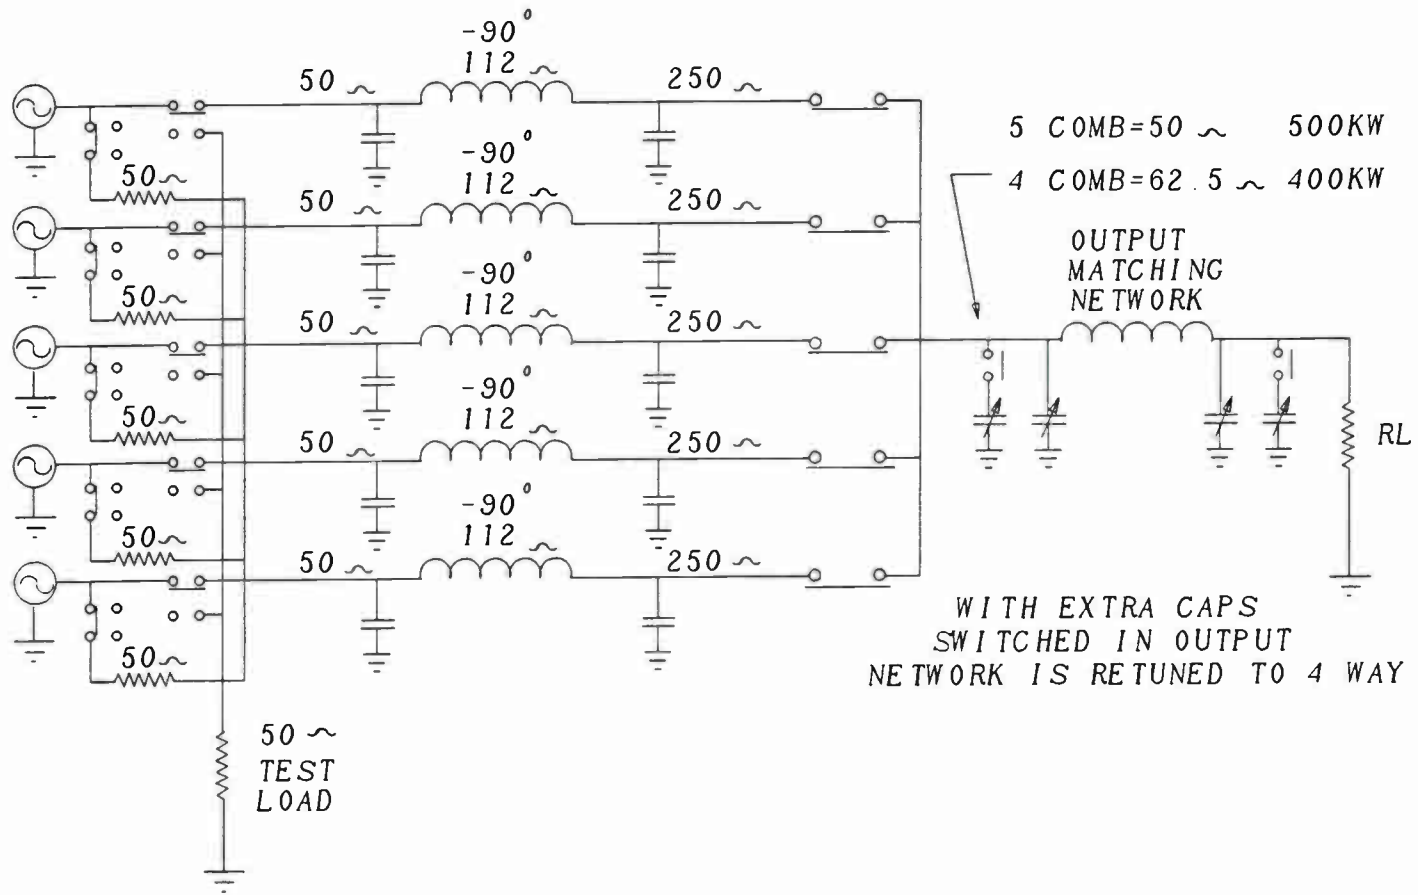 -90°
112 ~
50 ~
250 ~
50~
-90°
112 ~
50 ~
250 ~
50~
-90°
112 ~
50 ~
250 ~
50~
-90°
112 ~
50 ~
250 ~
50~
-90°
112 ~
50 ~
250 ~
50~
50 ~
TEST
LOAD
5 COMB=50 ~ 500KW
4 COMB=62.5 ~ 400KW
OUTPUT
MATCHING
NETWORK
RL
WITH EXTRA CAPS
SWITCHED IN OUTPUT
NETWORK IS RETUNED TO 4 WAY